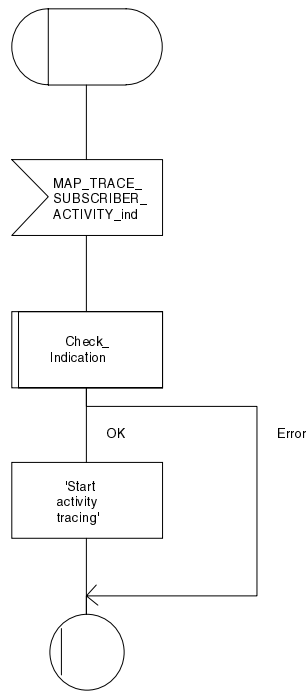 MAP_TRACE_
SUBSCRIBER_
ACTIVITY_ind
Check_
Indication
OK
Error
'Start
activity
tracing'